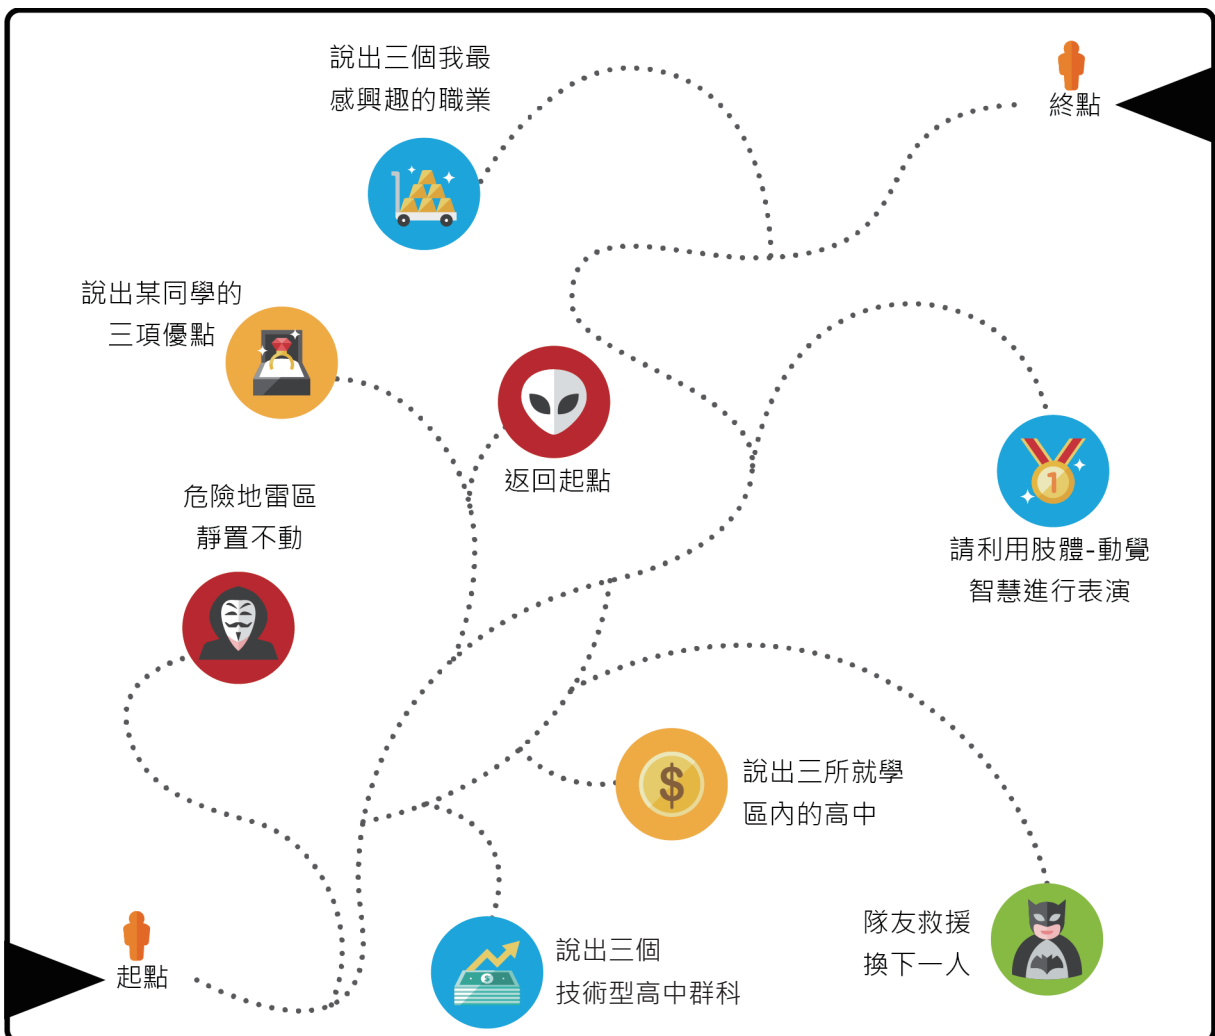 說出三個我最
感興趣的職業
終點
說出某同學的
三項優點
返回起點
危險地雷區
靜置不動
1
請利用肢體-動覺
智慧進行表演
$
說出三所就學
區內的高中
隊友救援
換下一人
起點
說出三個
技術型高中群科